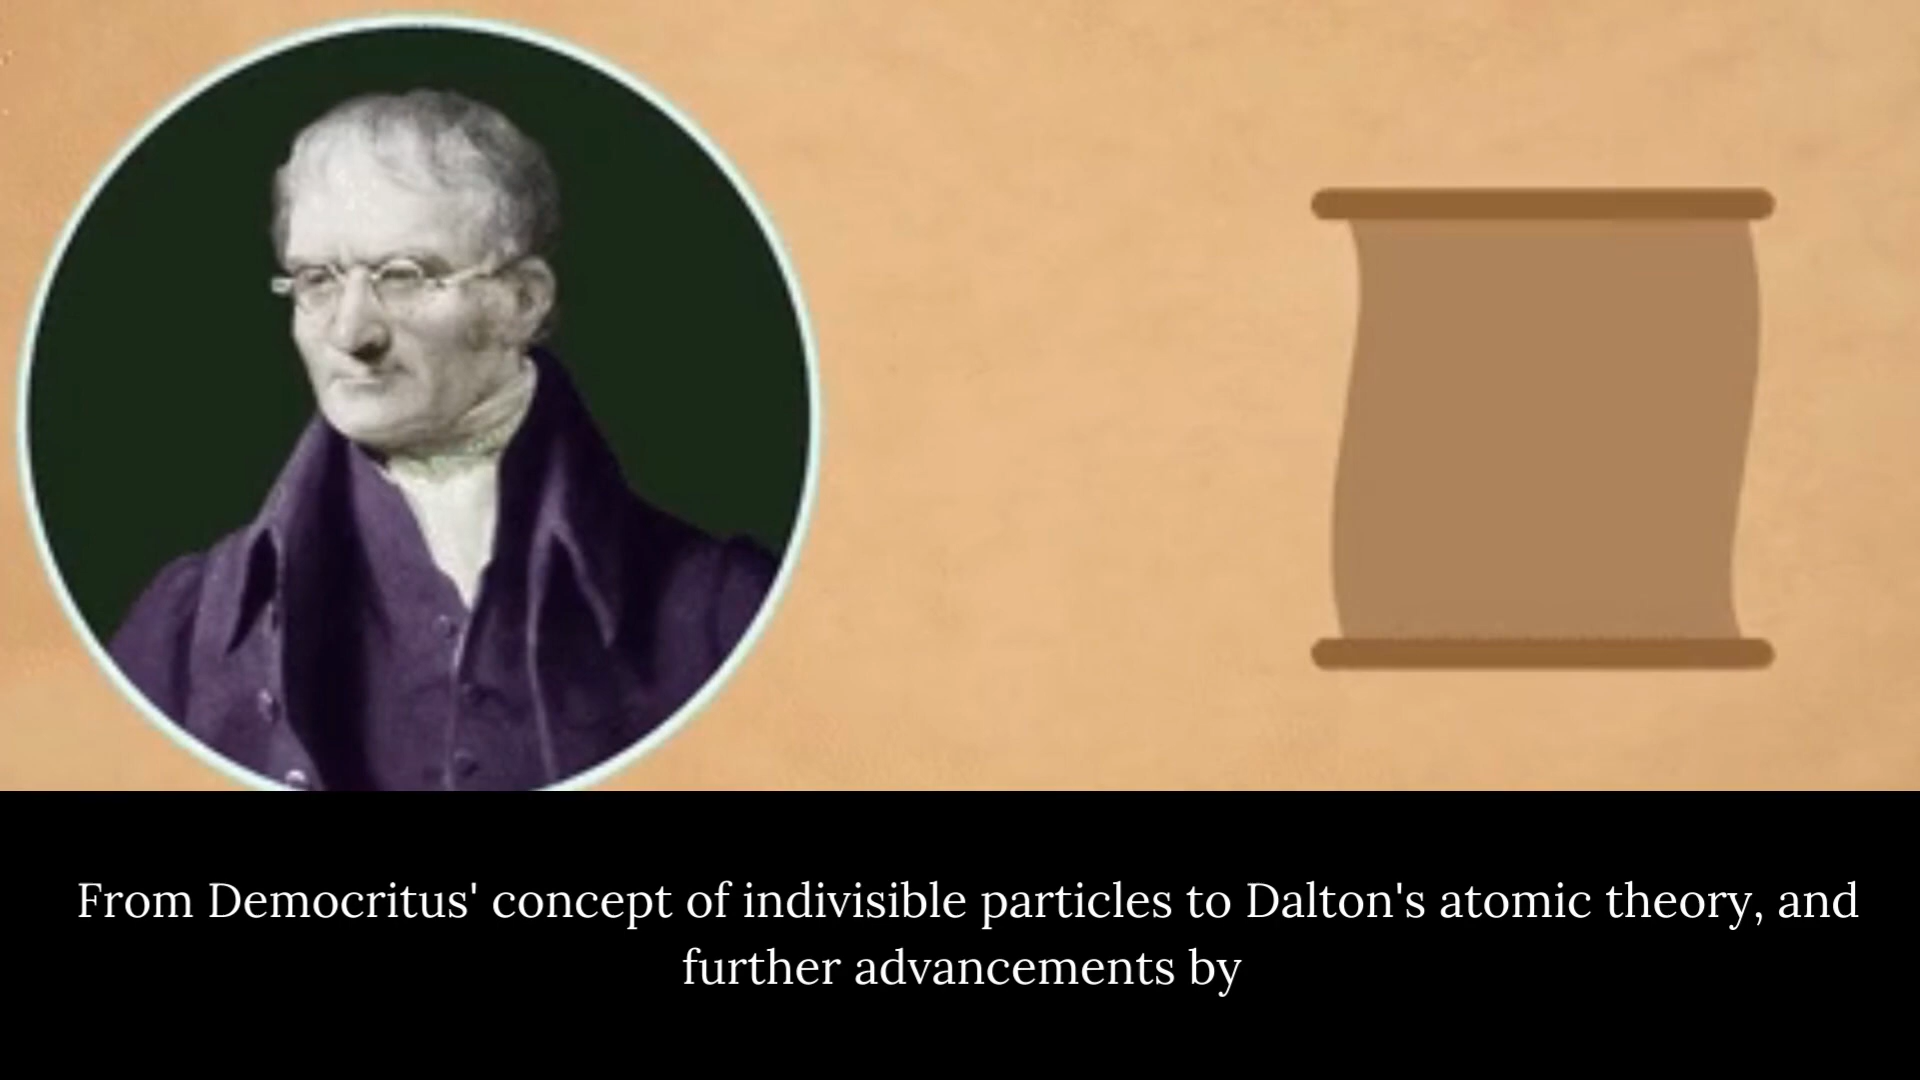 From Democritus' concept of indivisible particles to Dalton's atomic theory, and
further advancements by